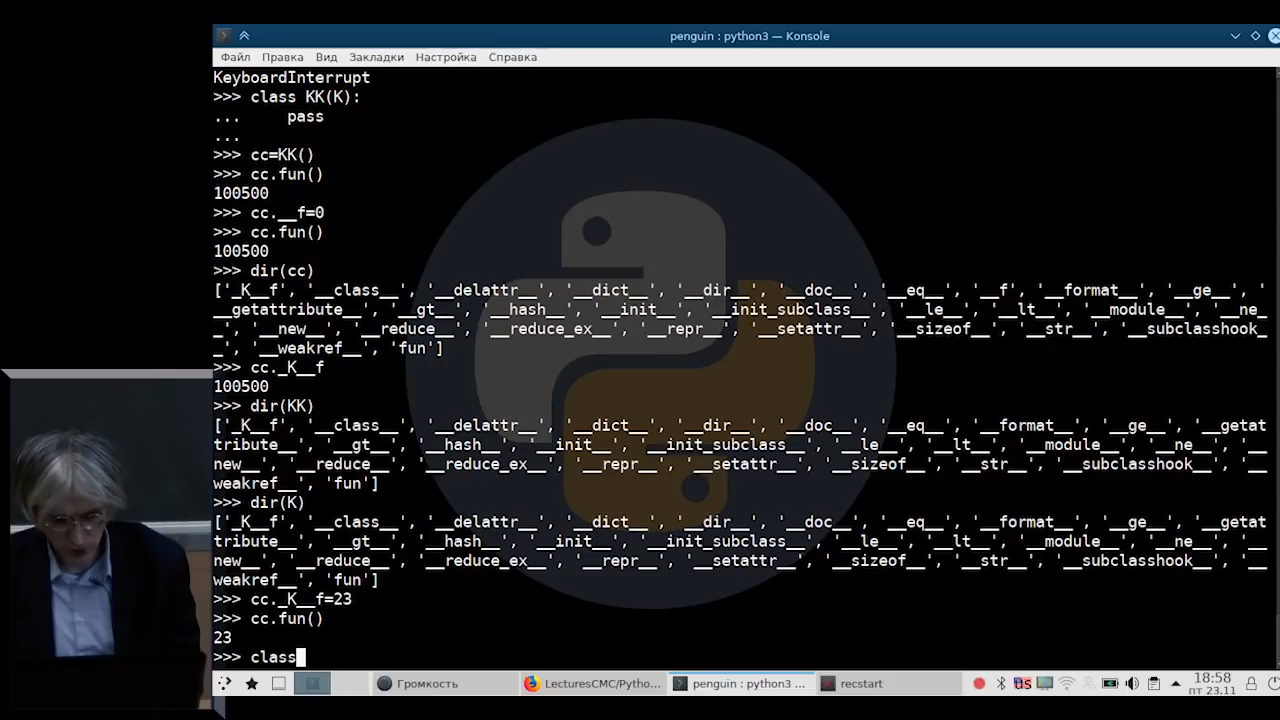 penguin : python3 — Konsole
Файл Правка Вид Закладки Настройка Справка
KeyboardInterrupt
>>> class KK(K):
...     pass
...
>>> cc=KK()
>>> cc.fun()
100500
>>> cc.__f=0
>>> cc.fun()
100500
>>> dir(cc)
['_K__f', '__class__', '__delattr__', '__dict__', '__dir__', '__doc__', '__eq__', '__f', '__format__', '__ge__', '
__getattribute__', '__gt__', '__hash__', '__init__', '__init_subclass__', '__le__', '__lt__', '__module__', '__ne_
_', '__new__', '__reduce__', '__reduce_ex__', '__repr__', '__setattr__', '__sizeof__', '__str__', '__subclasshook_
_', '__weakref__', 'fun']
>>> cc._K__f
100500
>>> dir(KK)
['_K__f', '__class__', '__delattr__', '__dict__', '__dir__', '__doc__', '__eq__', '__format__', '__ge__', '__getat
tribute__', '__gt__', '__hash__', '__init__', '__init_subclass__', '__le__', '__lt__', '__module__', '__ne__', '__
new__', '__reduce__', '__reduce_ex__', '__repr__', '__setattr__', '__sizeof__', '__str__', '__subclasshook__', '__
weakref__', 'fun']
>>> dir(K)
['_K__f', '__class__', '__delattr__', '__dict__', '__dir__', '__doc__', '__eq__', '__format__', '__ge__', '__getat
tribute__', '__gt__', '__hash__', '__init__', '__init_subclass__', '__le__', '__lt__', '__module__', '__ne__', '__
new__', '__reduce__', '__reduce_ex__', '__repr__', '__setattr__', '__sizeof__', '__str__', '__subclasshook__', '__
weakref__', 'fun']
>>> cc._K__f=23
>>> cc.fun()
23
>>> class
Громкость LecturesCMC/Pytho... penguin : python3 ... recstart us 18:58
пт 23.11